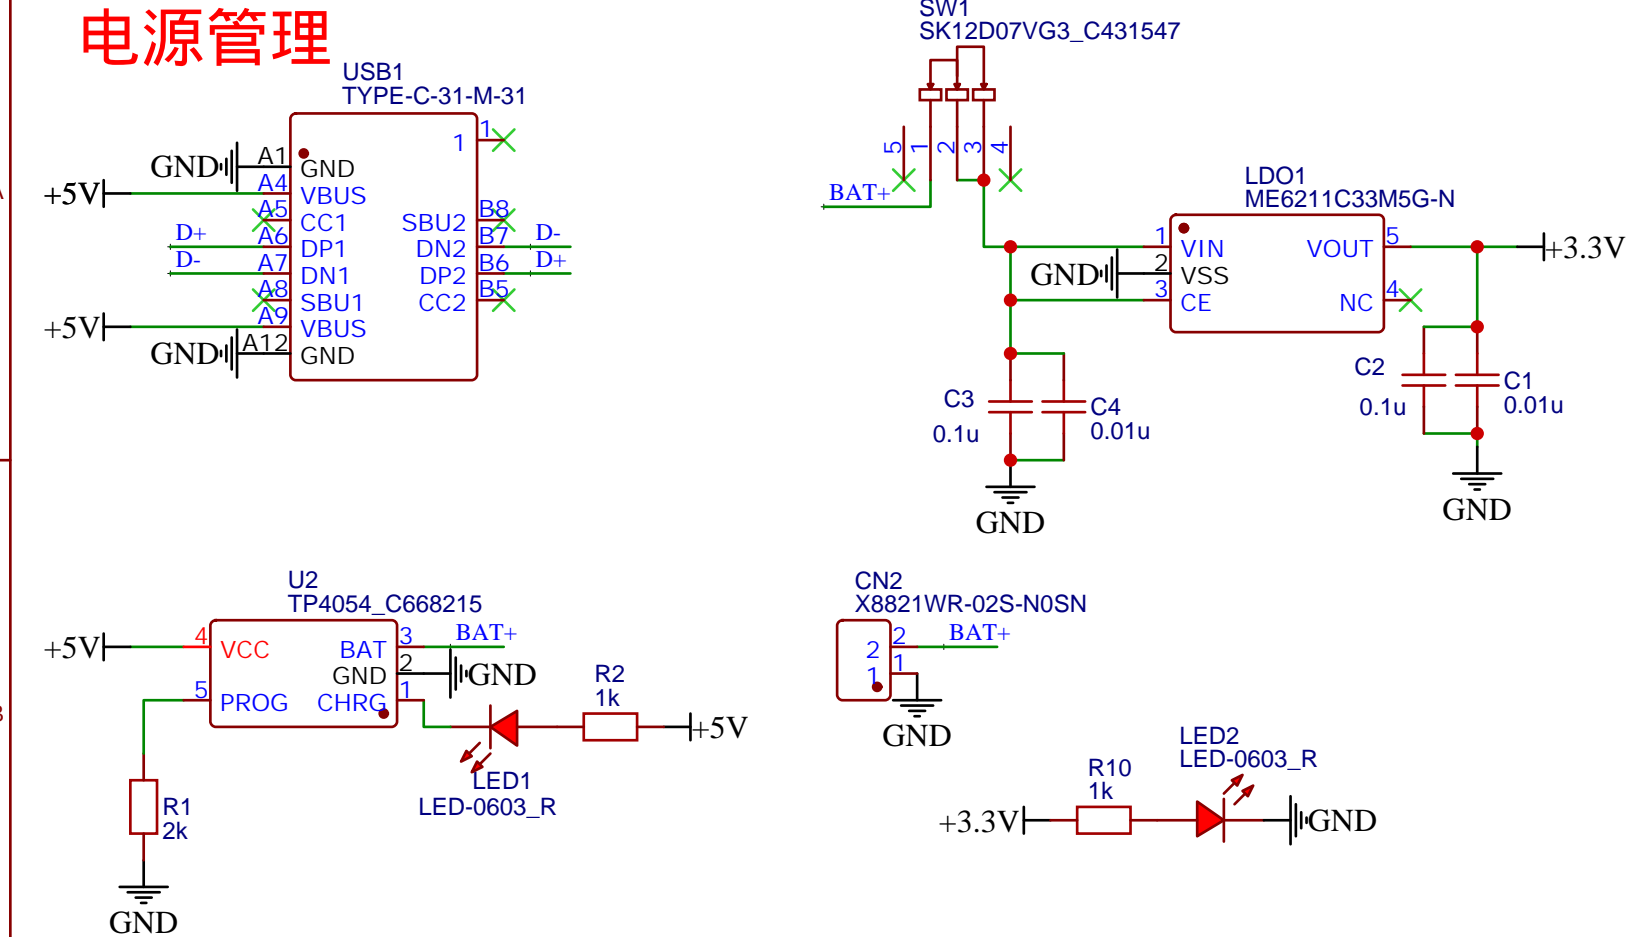 电源管理
USB1
TYPE-C-31-M-31
1
1
GND
A1
GND
+5V
A4
VBUS
A5
CC1
SBU2
B8
D+
A6
DP1
DN2
B7
D-
D-
A7
DN1
DP2
B6
D+
A8
SBU1
CC2
B5
+5V
A9
VBUS
GND
A12
GND
SW1
SK12D07VG3_C431547
5
1
2
3
4
BAT+
LDO1
ME6211C33M5G-N
1
VIN
VOUT
5
+3.3V
GND
2
VSS
3
CE
NC
4
C3
0.1u
C4
0.01u
GND
C2
0.1u
C1
0.01u
GND
U2
TP4054_C668215
+5V
4
VCC
BAT
3
BAT+
GND
2
GND
5
PROG
CHRG
1
R2
1k
+5V
LED1
LED-0603_R
R1
2k
GND
CN2
X8821WR-02S-N0SN
2
2
BAT+
1
1
GND
LED2
LED-0603_R
R10
1k
+3.3V
GND